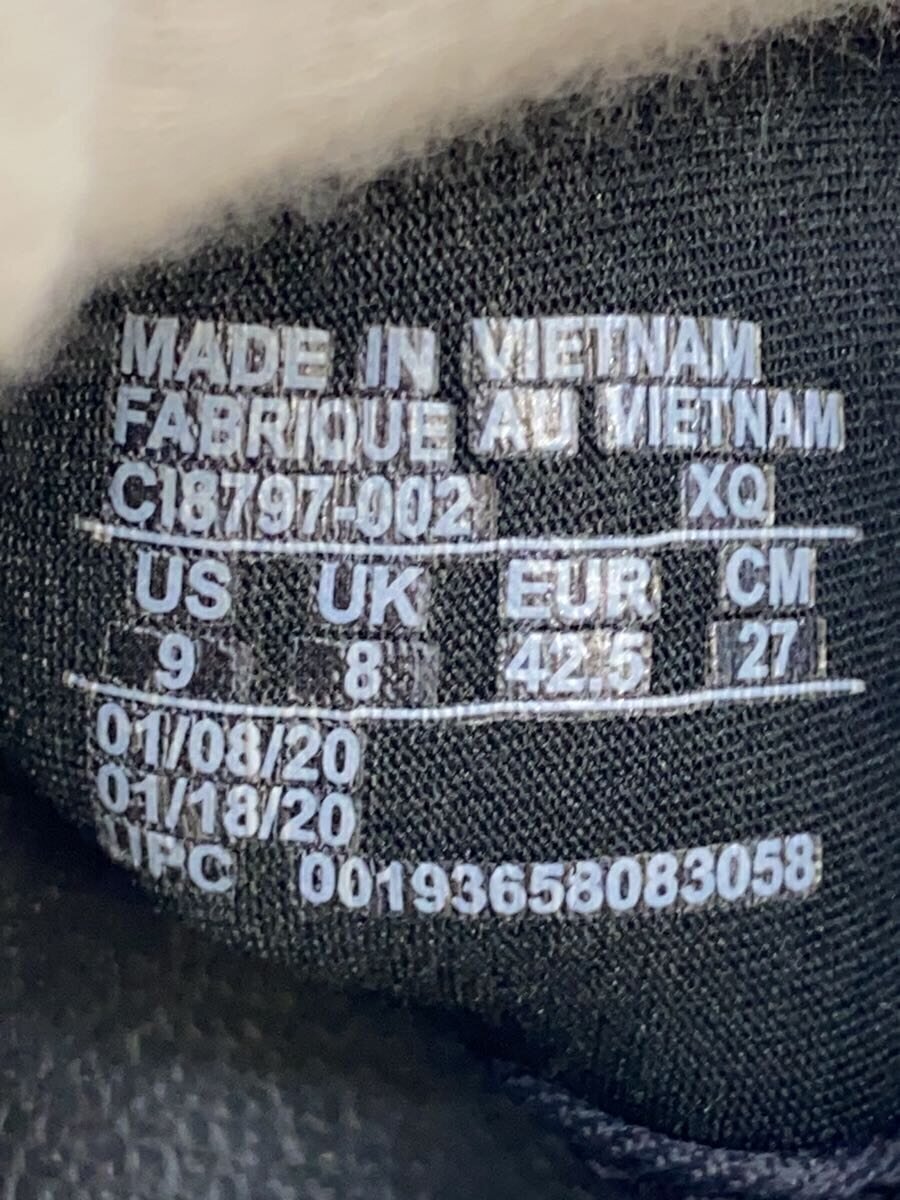 MADE IN VIETNAM
FABRIQUE AU VIETNAM
CI8797-002 XQ
US UK EUR CM
9 8 42.5 27
01/08/20
01/18/20
UPC 00193658083058